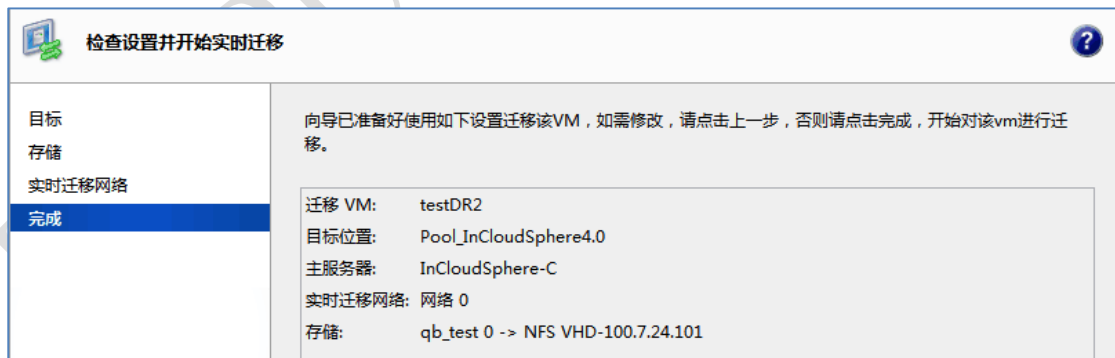 检查设置并开始实时迁移
?
目标
存储
实时迁移网络
完成
向导已准备好使用如下设置迁移该VM，如需修改，请点击上一步，否则请点击完成，开始对该vm进行迁
移。
迁移 VM: testDR2
目标位置: Pool_InCloudSphere4.0
主服务器: InCloudSphere-C
实时迁移网络: 网络 0
存储: qb_test 0 -> NFS VHD-100.7.24.101